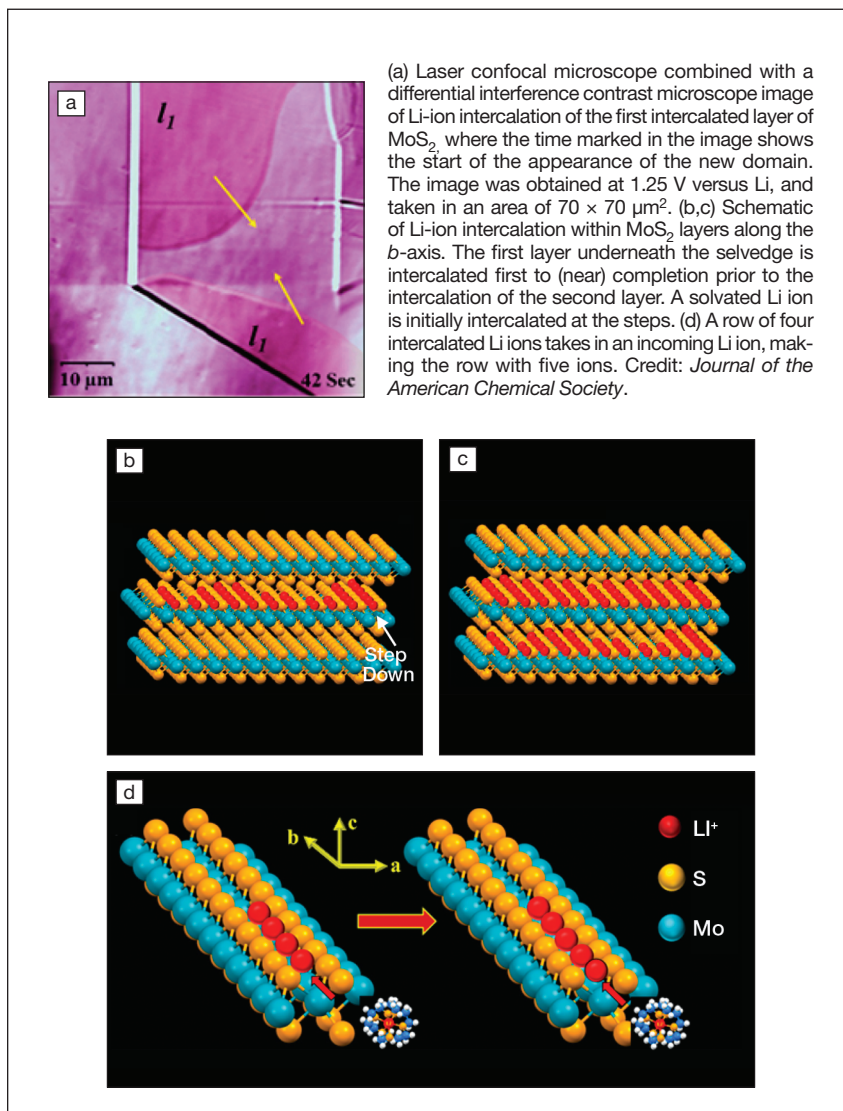 a
l1
l1
10 µm
42 Sec
(a) Laser confocal microscope combined with a
differential interference contrast microscope image
of Li-ion intercalation of the first intercalated layer of
MoS2, where the time marked in the image shows
the start of the appearance of the new domain.
The image was obtained at 1.25 V versus Li, and
taken in an area of 70 × 70 µm². (b,c) Schematic
of Li-ion intercalation within MoS2 layers along the
b-axis. The first layer underneath the selvedge is
intercalated first to (near) completion prior to the
intercalation of the second layer. A solvated Li ion
is initially intercalated at the steps. (d) A row of four
intercalated Li ions takes in an incoming Li ion, mak-
ing the row with five ions. Credit: Journal of the
American Chemical Society.
b
Step
Down
c
d
c
b
a
LI+
S
Mo